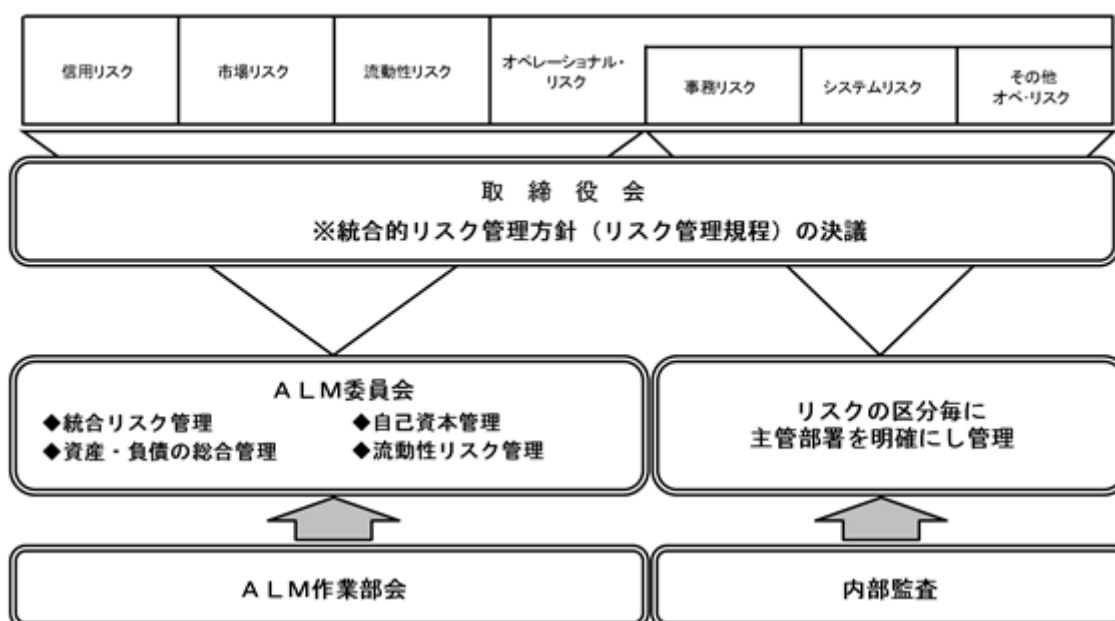 信用リスク
市場リスク
流動性リスク
オペレーショナル・
リスク
事務リスク
システムリスク
その他
オペ・リスク
取 締 役 会
※統合的リスク管理方針（リスク管理規程）の決議
ＡＬＭ委員会
◆統合リスク管理
◆自己資本管理
◆資産・負債の総合管理
◆流動性リスク管理
リスクの区分毎に
主管部署を明確にし管理
ＡＬＭ作業部会
内部監査